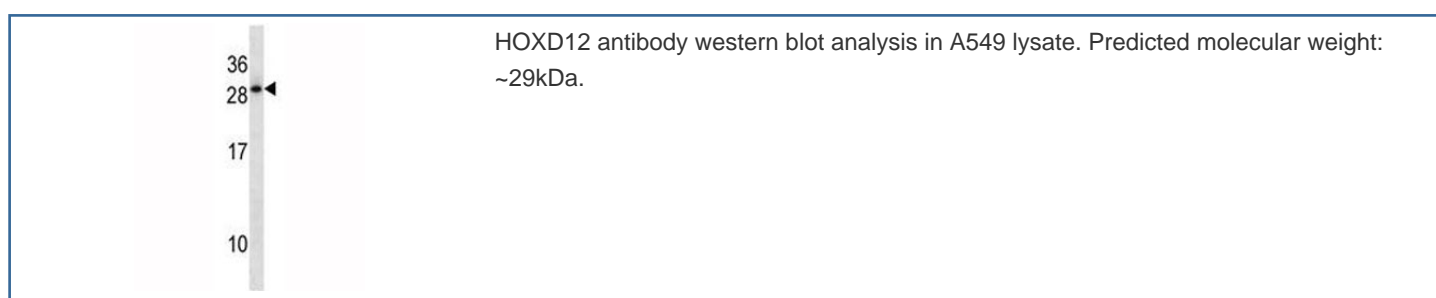 HOXD12 antibody western blot analysis in A549 lysate. Predicted molecular weight:
~29kDa.
36
28
17
10